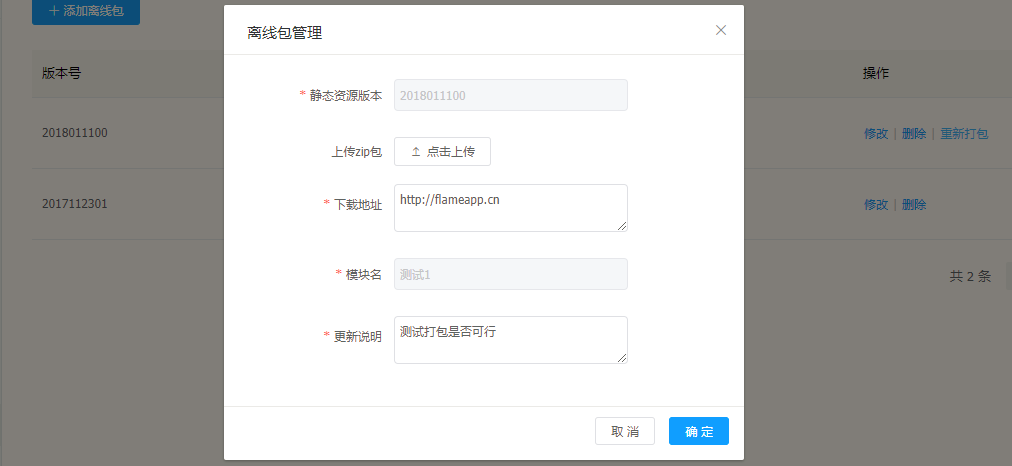 添加离线包
离线包管理
版本号
操作
* 静态资源版本
2018011100
2018011100
修改 | 删除 | 重新打包
上传zip包
点击上传
* 下载地址
http://flameapp.cn
2017112301
修改 | 删除
* 模块名
测试1
共 2 条
* 更新说明
测试打包是否可行
取 消
确 定